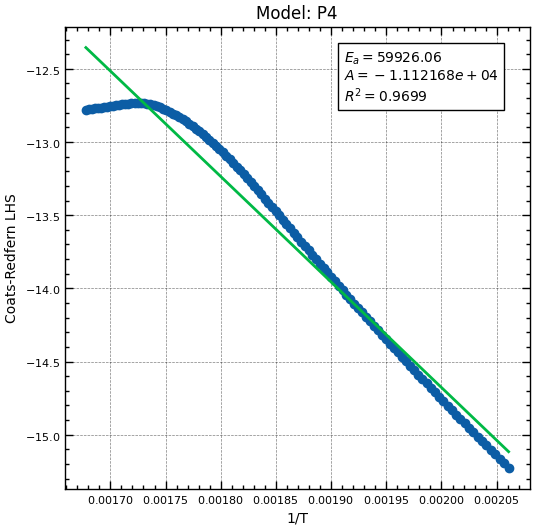 Model: P4
E_a = 59926.06
A = −1.112168e + 04
R² = 0.9699
Coats-Redfern LHS
−12.5
−13.0
−13.5
−14.0
−14.5
−15.0
0.00170 0.00175 0.00180 0.00185 0.00190 0.00195 0.00200 0.00205
1/T